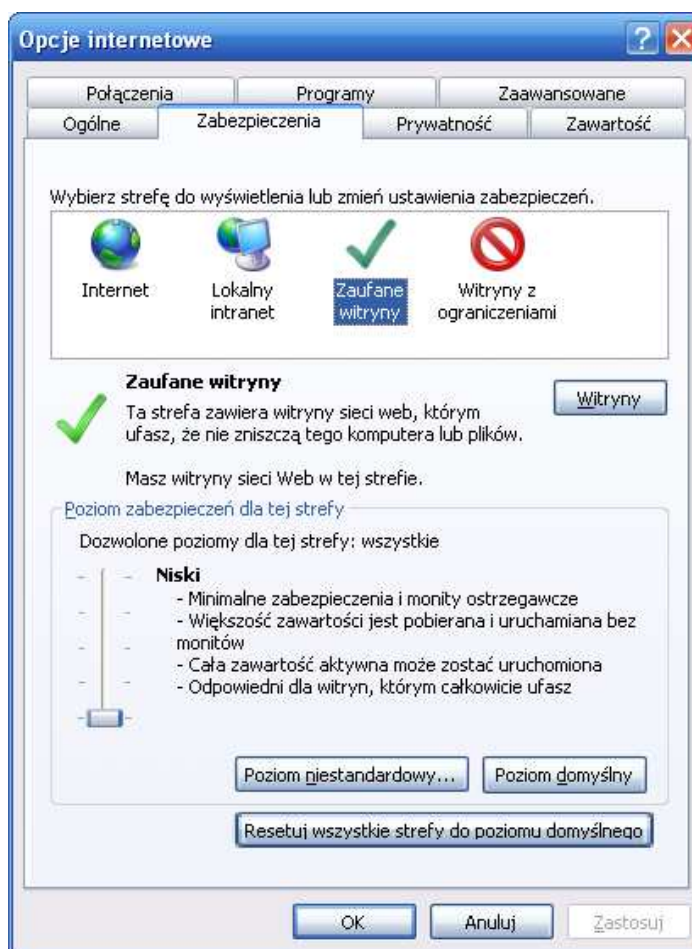 Opcje internetowe
Połączenia Programy Zaawansowane
Ogólne Zabezpieczenia Prywatność Zawartość
Wybierz strefę do wyświetlenia lub zmień ustawienia zabezpieczeń.
Internet Lokalny intranet Zaufane witryny Witryny z ograniczeniami
Zaufane witryny
Witryny
Ta strefa zawiera witryny sieci web, którym
ufasz, że nie zniszczą tego komputera lub plików.
Masz witryny sieci Web w tej strefie.
Poziom zabezpieczeń dla tej strefy
Dozwolone poziomy dla tej strefy: wszystkie
Niski
- Minimalne zabezpieczenia i monity ostrzegawcze
- Większość zawartości jest pobierana i uruchamiana bez
monitów
- Cała zawartość aktywna może zostać uruchomiona
- Odpowiedni dla witryn, którym całkowicie ufasz
Poziom niestandardowy... Poziom domyślny
Resetuj wszystkie strefy do poziomu domyślnego
OK Anuluj Zastosuj